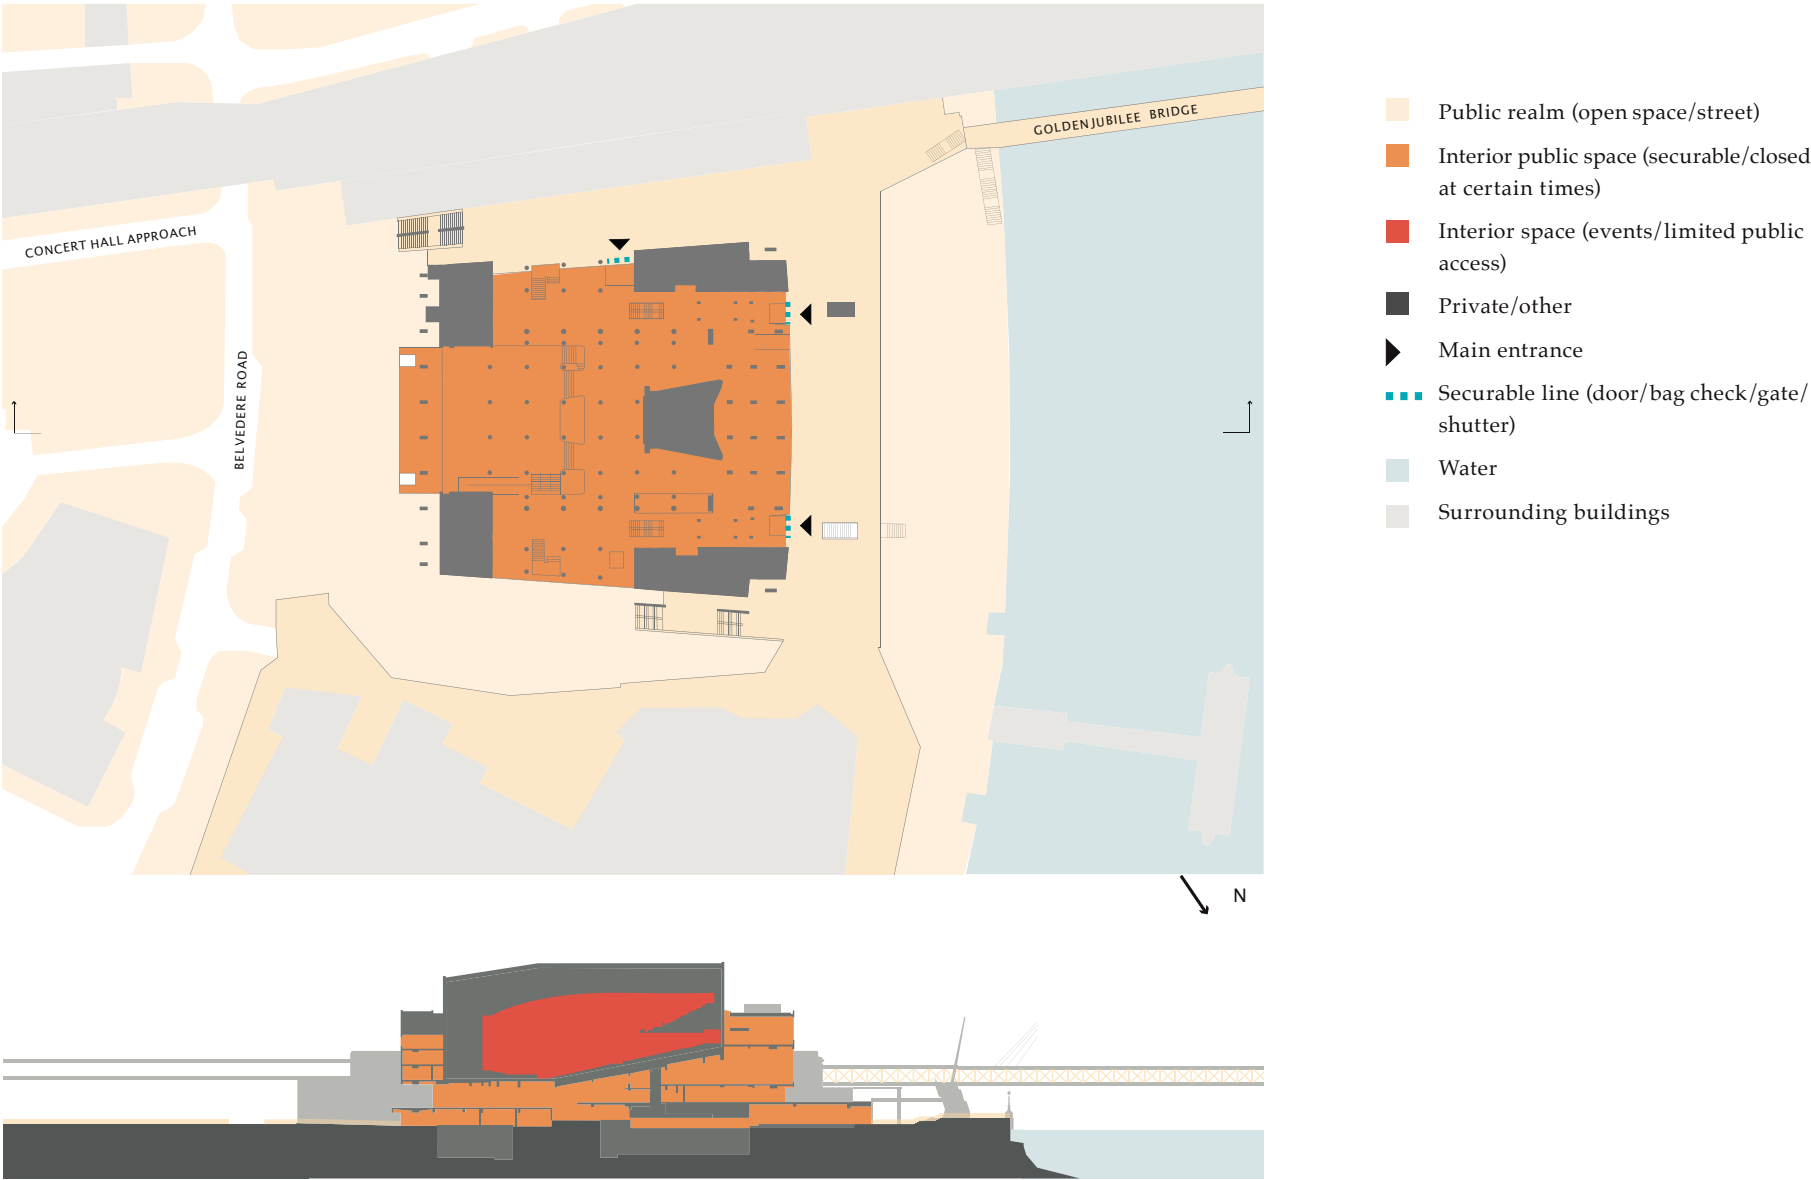 GOLDEN JUBILEE BRIDGE
CONCERT HALL APPROACH
BELVEDERE ROAD
N
Public realm (open space/street)
Interior public space (securable/closed
at certain times)
Interior space (events/limited public
access)
Private/other
Main entrance
Securable line (door/bag check/gate/
shutter)
Water
Surrounding buildings